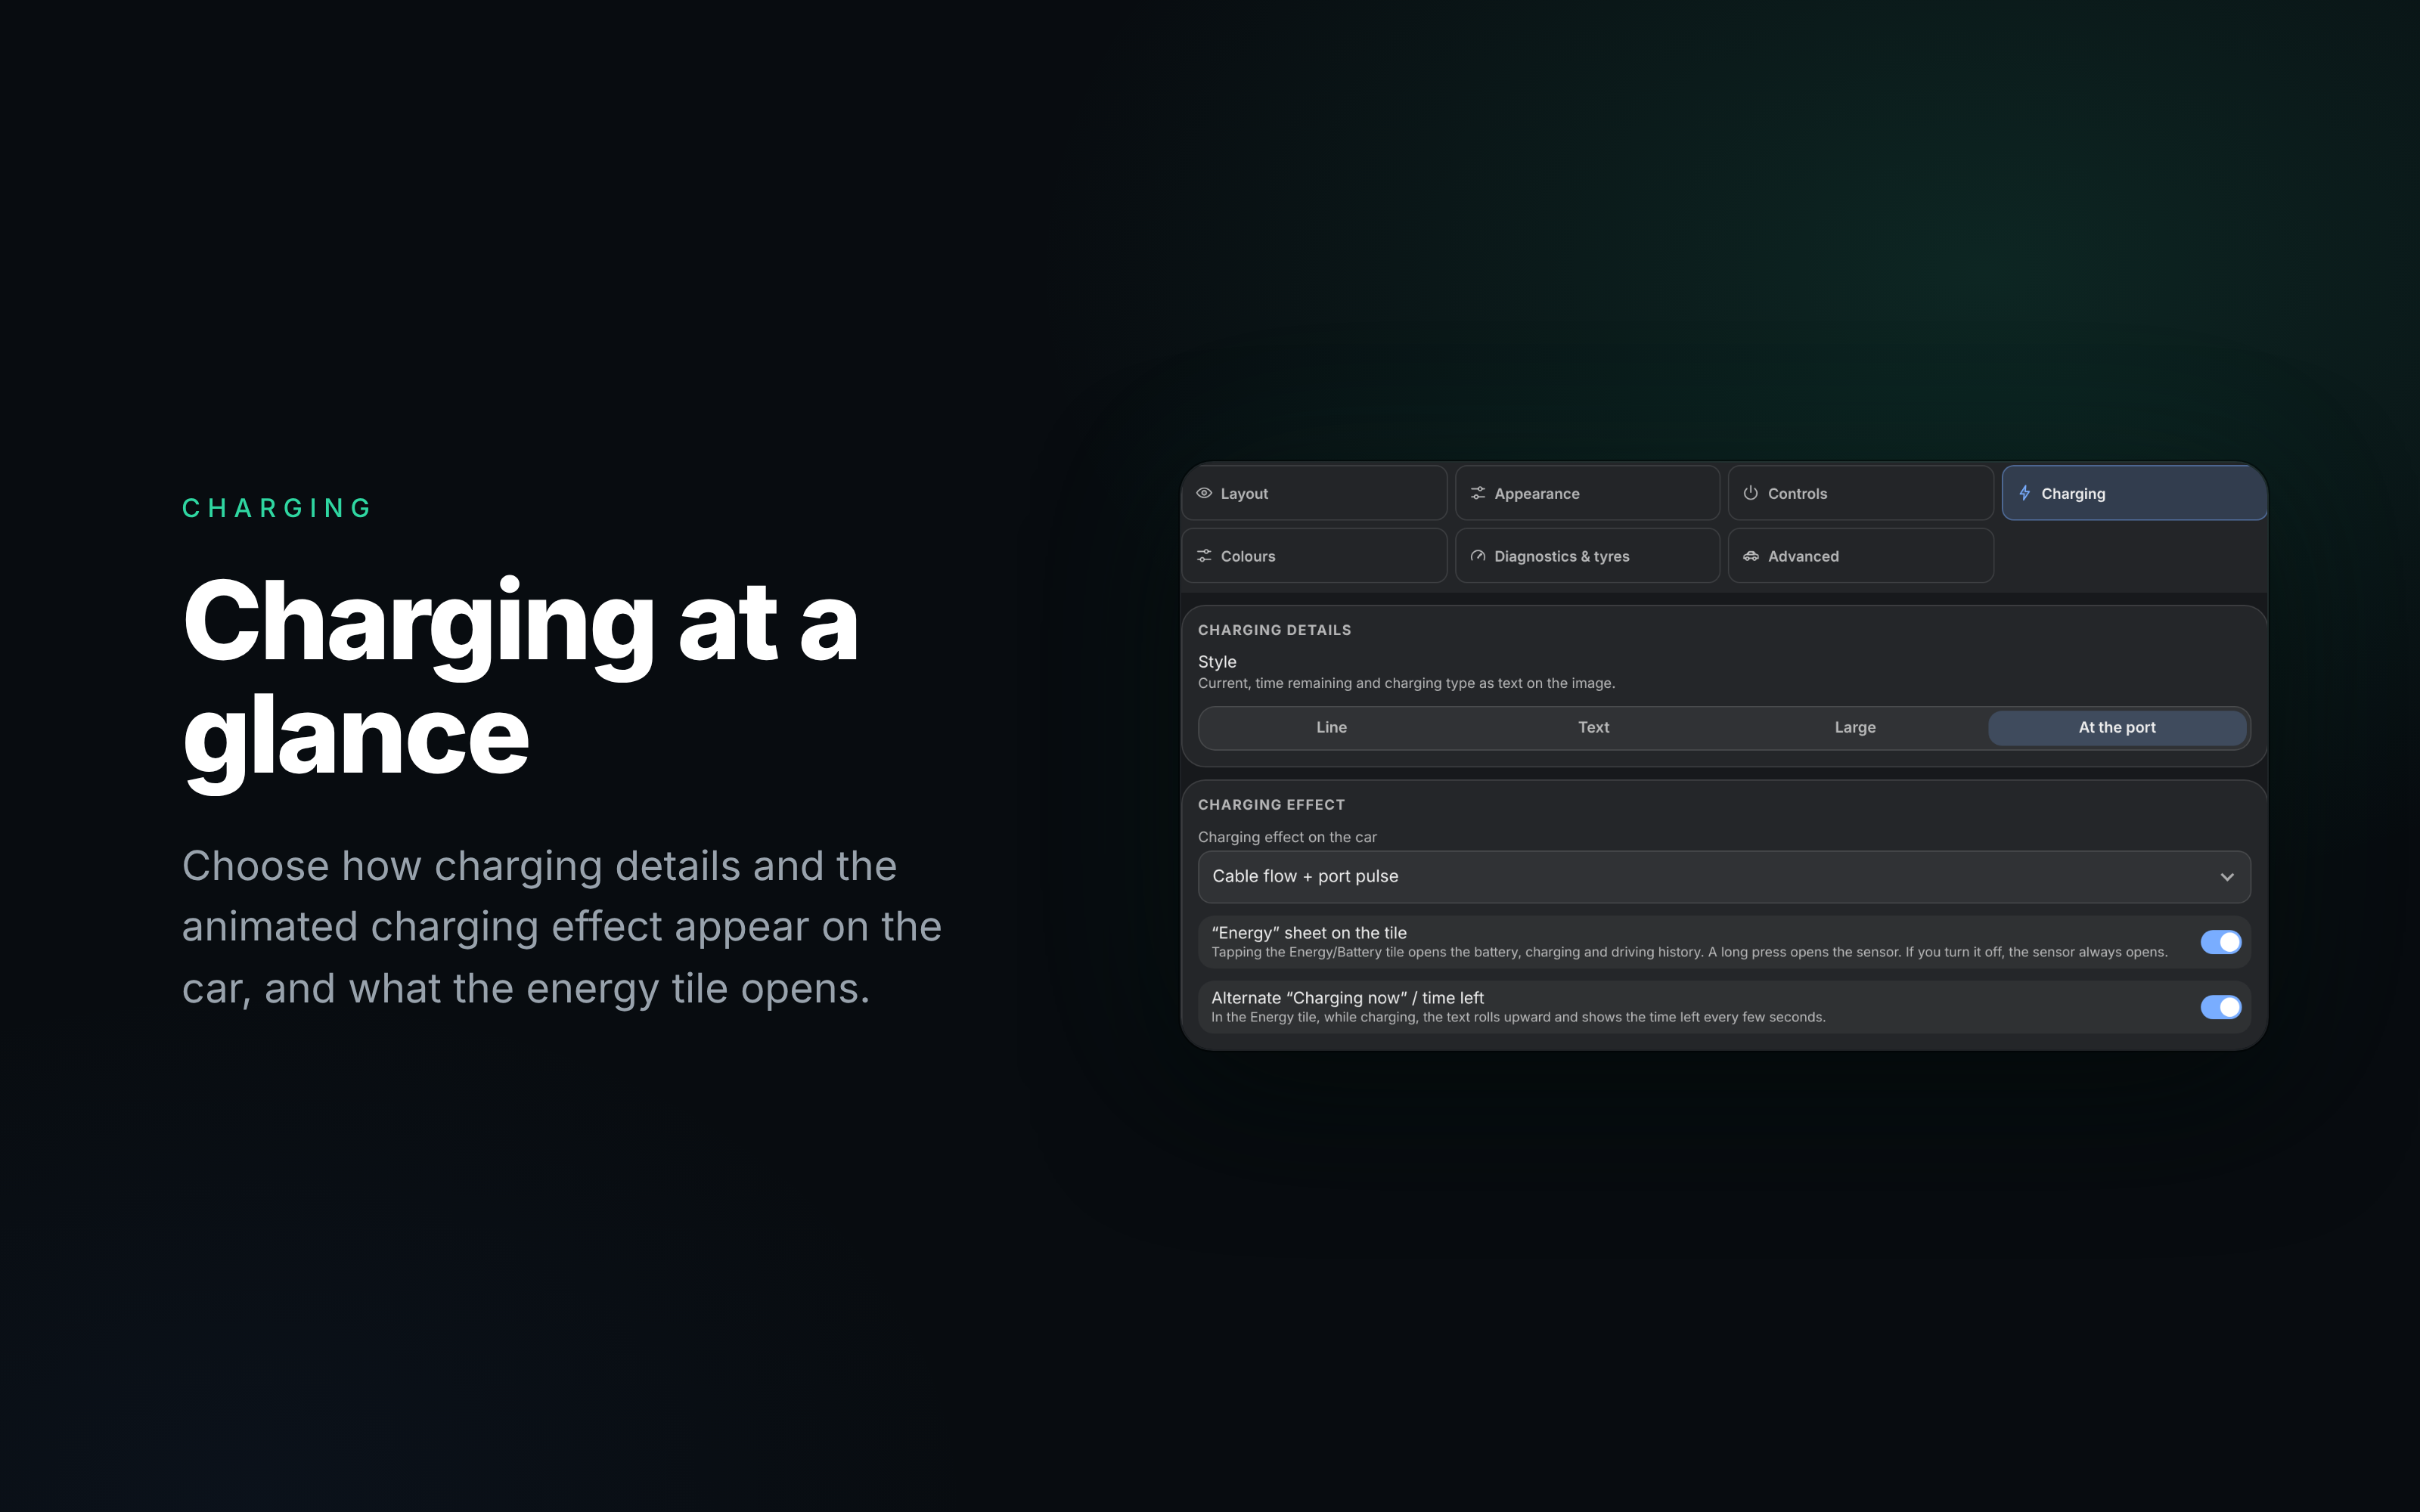 CHARGING
Charging at a
glance
Choose how charging details and the
animated charging effect appear on the
car, and what the energy tile opens.
Layout
Appearance
Controls
Charging
Colours
Diagnostics & tyres
Advanced
CHARGING DETAILS
Style
Current, time remaining and charging type as text on the image.
Line
Text
Large
At the port
CHARGING EFFECT
Charging effect on the car
Cable flow + port pulse
“Energy” sheet on the tile
Tapping the Energy/Battery tile opens the battery, charging and driving history. A long press opens the sensor. If you turn it off, the sensor always opens.
Alternate “Charging now” / time left
In the Energy tile, while charging, the text rolls upward and shows the time left every few seconds.